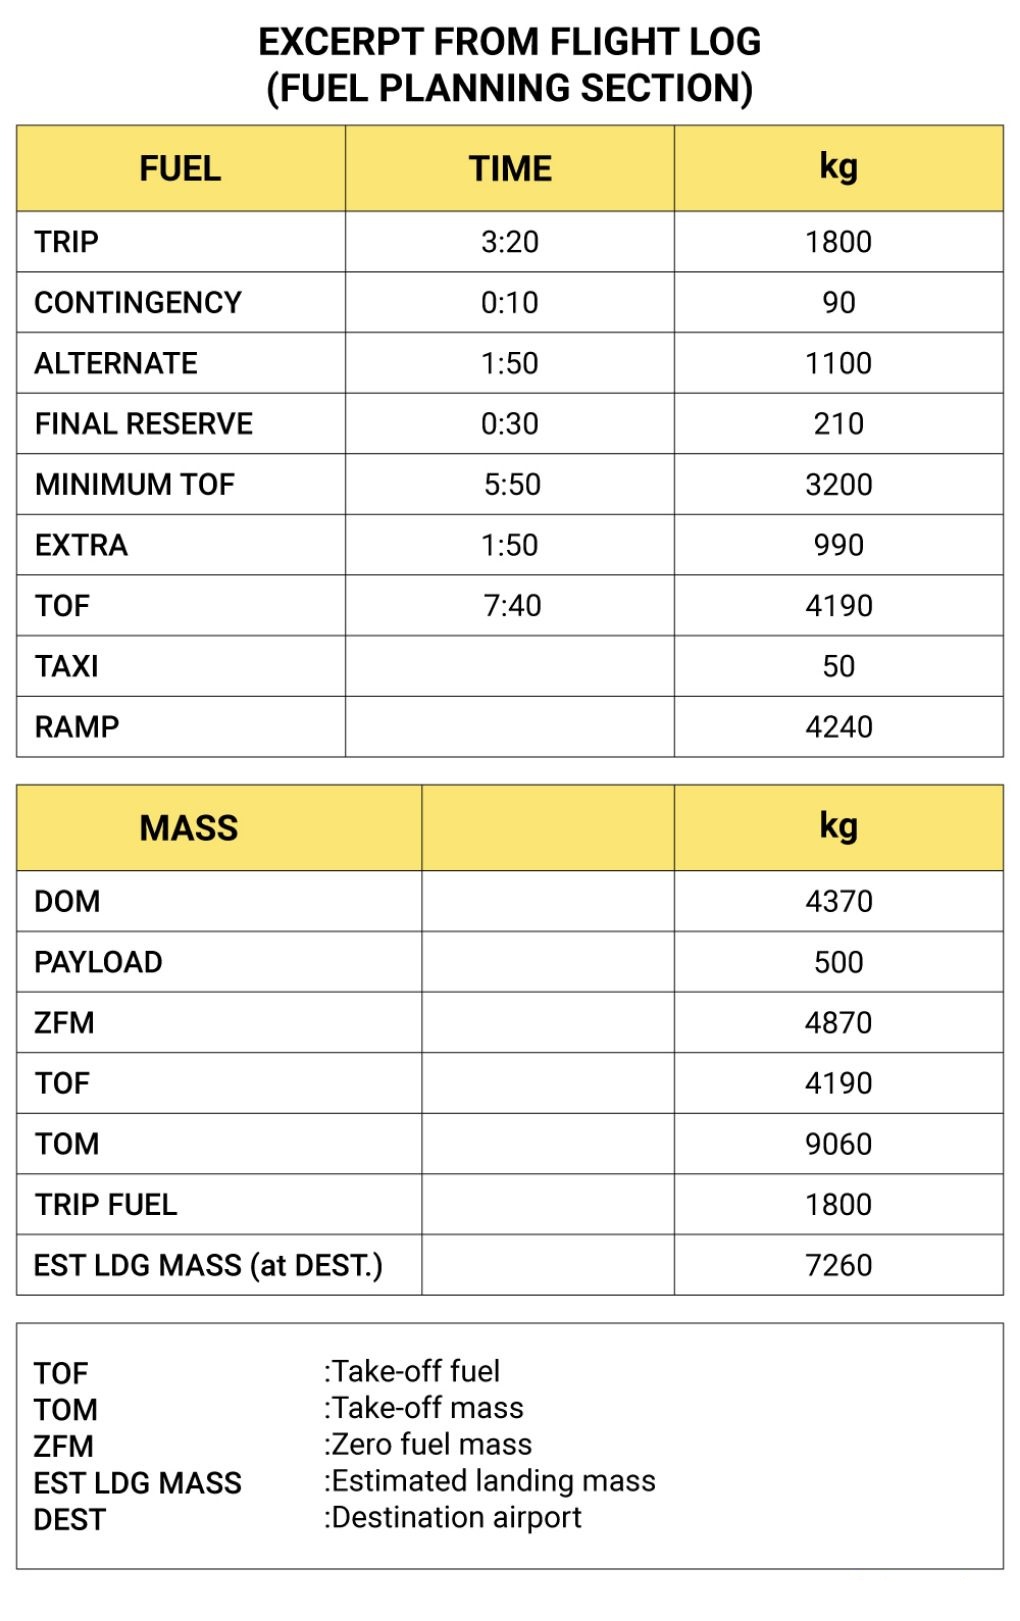 EXCERPT FROM FLIGHT LOG
(FUEL PLANNING SECTION)
FUEL TIME kg
TRIP 3:20 1800
CONTINGENCY 0:10 90
ALTERNATE 1:50 1100
FINAL RESERVE 0:30 210
MINIMUM TOF 5:50 3200
EXTRA 1:50 990
TOF 7:40 4190
TAXI 50
RAMP 4240
MASS kg
DOM 4370
PAYLOAD 500
ZFM 4870
TOF 4190
TOM 9060
TRIP FUEL 1800
EST LDG MASS (at DEST.) 7260
TOF :Take-off fuel
TOM :Take-off mass
ZFM :Zero fuel mass
EST LDG MASS :Estimated landing mass
DEST :Destination airport